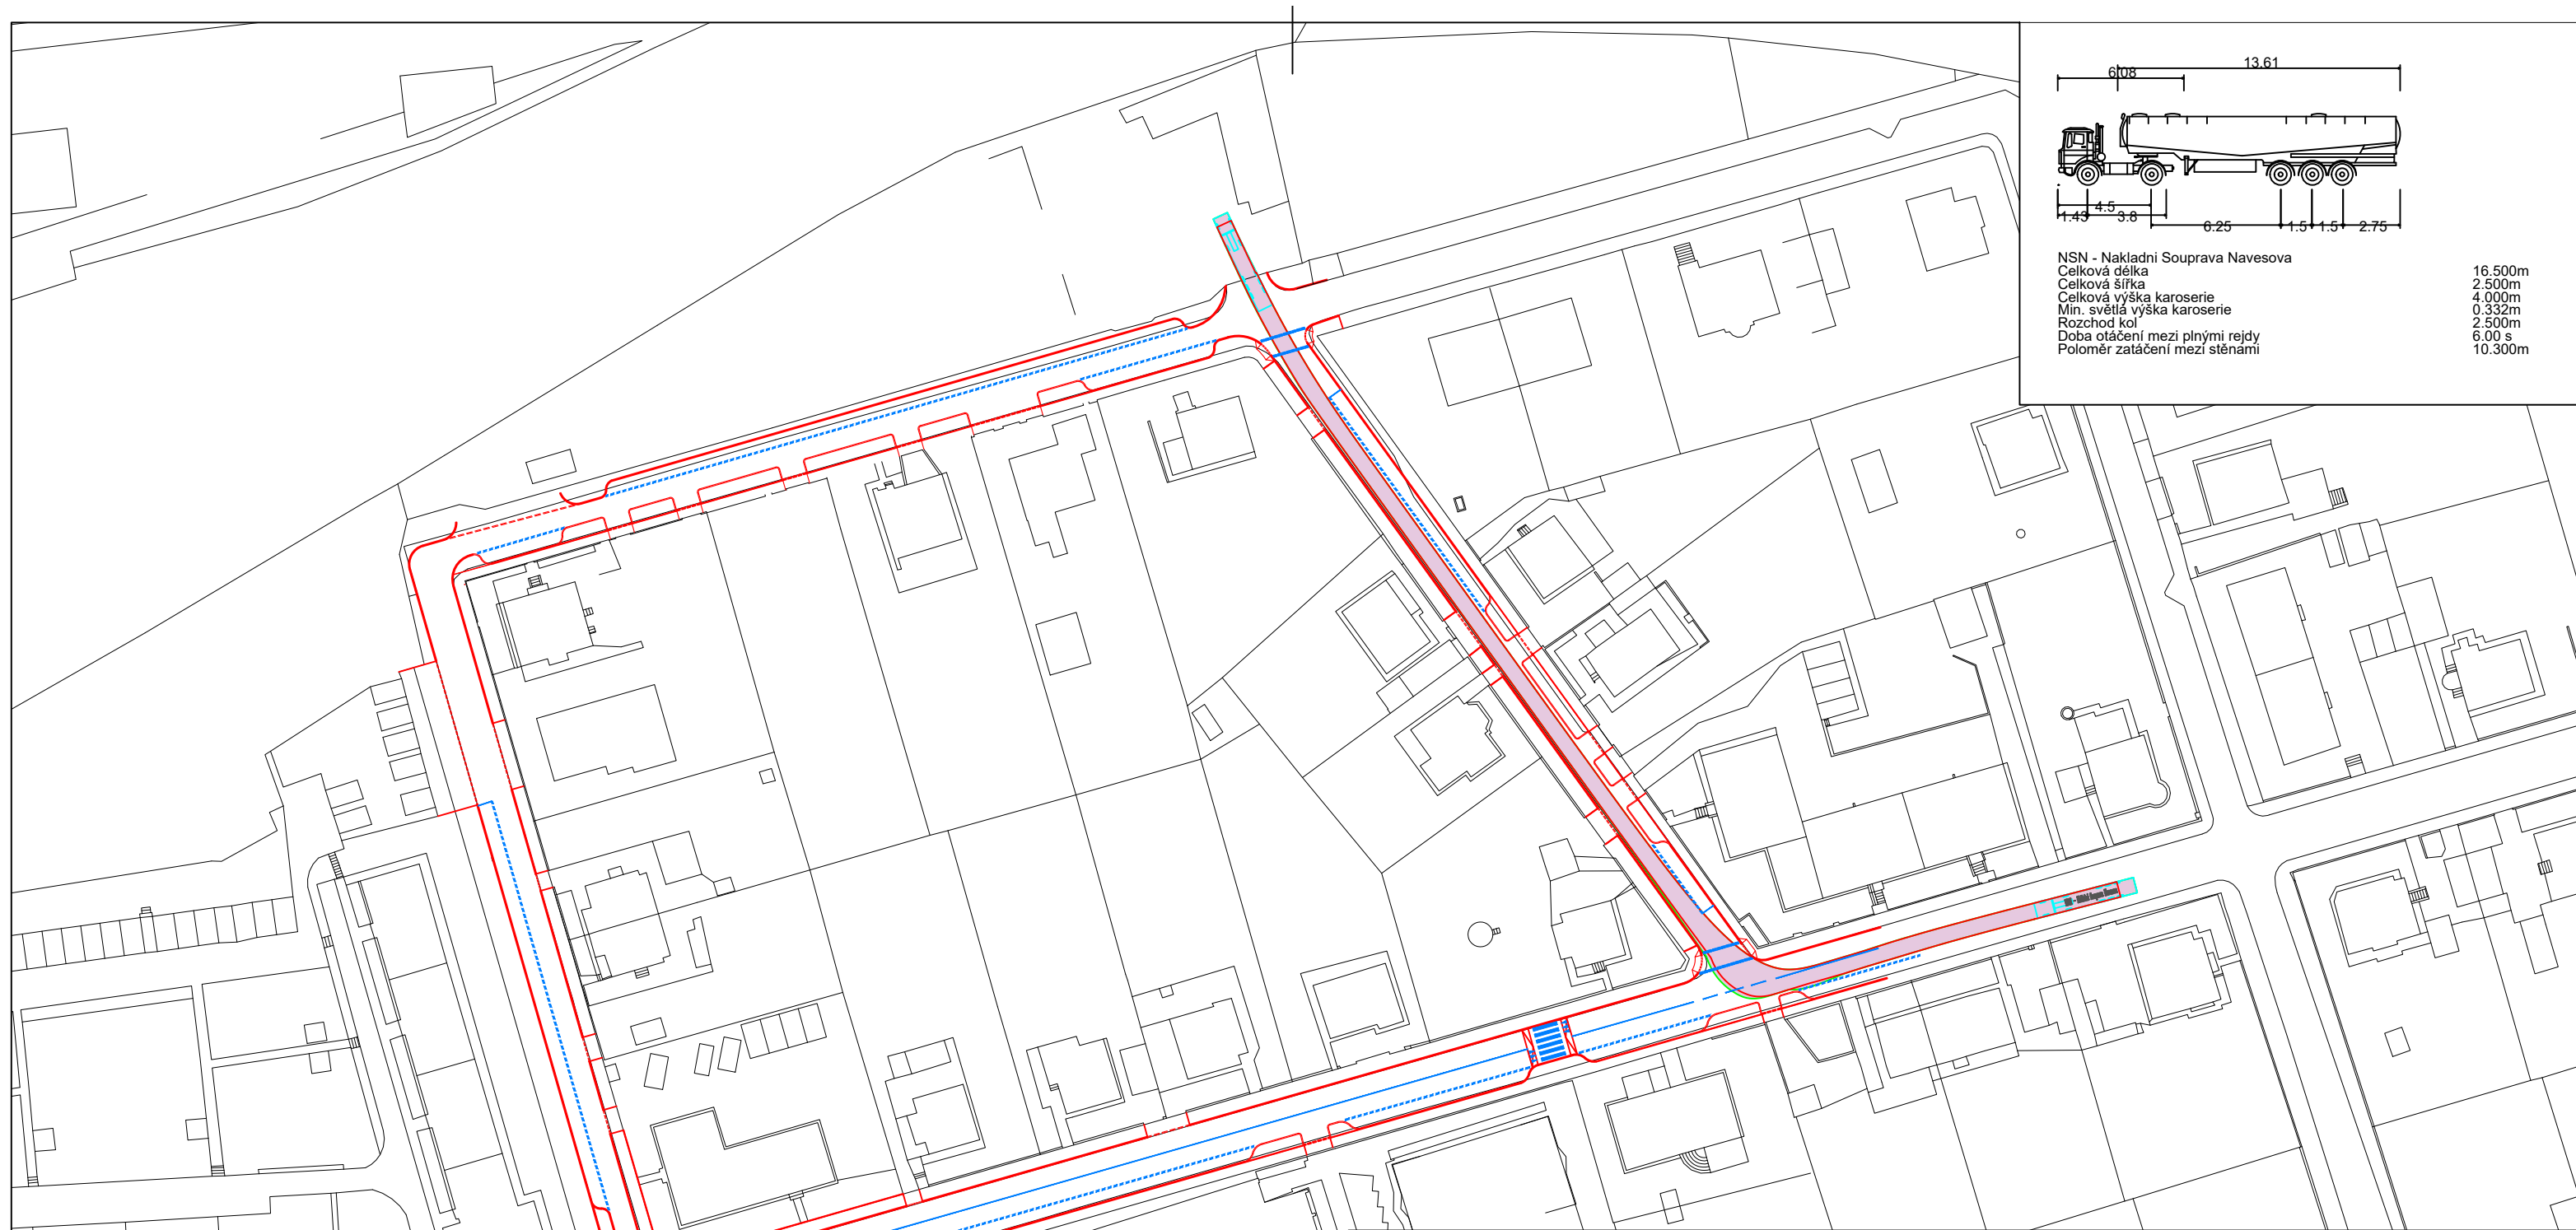 13.61
6.08
4.5
1.43 3.8
6.25 1.5 1.5 2.75
NSN - Nakladni Souprava Navesova
Celková délka 16.500m
Celková šířka 2.500m
Celková výška karoserie 4.000m
Min. světlá výška karoserie 0.332m
Rozchod kol 2.500m
Doba otáčení mezi plnými rejdy 6.00 s
Poloměr zatáčení mezi stěnami 10.300m